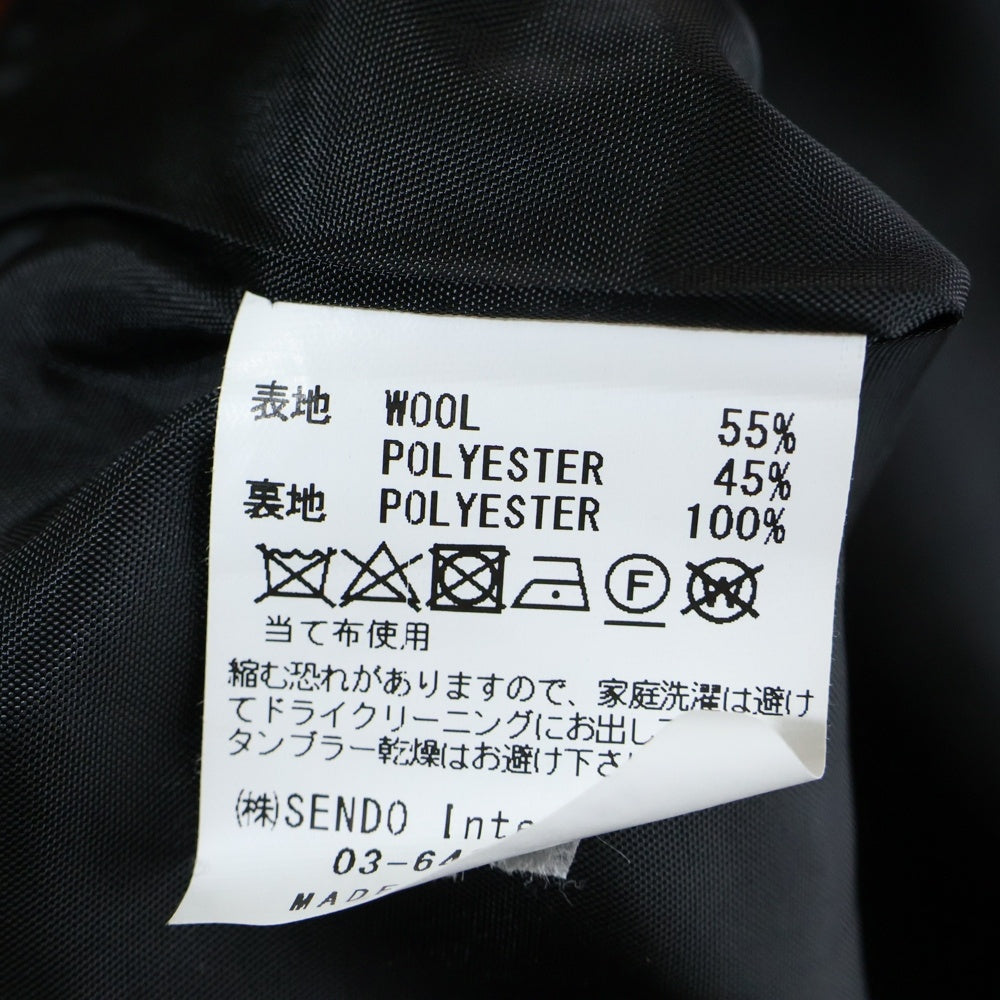 表地 WOOL 55%
POLYESTER 45%
裏地 POLYESTER 100%
F W
当て布使用
縮む恐れがありますので、家庭洗濯は避け
てドライクリーニングにお出し
タンブラー乾燥はお避け下さ
㈱SENDO
03-64
MADE